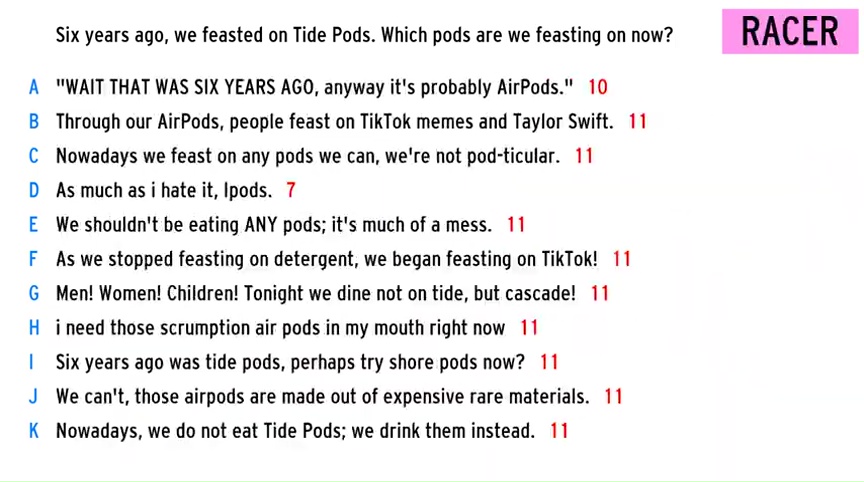 Six years ago, we feasted on Tide Pods. Which pods are we feasting on now?
RACER
A "WAIT THAT WAS SIX YEARS AGO, anyway it's probably AirPods." 10
B Through our AirPods, people feast on TikTok memes and Taylor Swift. 11
C Nowadays we feast on any pods we can, we're not pod-ticular. 11
D As much as i hate it, Ipods. 7
E We shouldn't be eating ANY pods; it's much of a mess. 11
F As we stopped feasting on detergent, we began feasting on TikTok! 11
G Men! Women! Children! Tonight we dine not on tide, but cascade! 11
H i need those scrumption air pods in my mouth right now 11
I Six years ago was tide pods, perhaps try shore pods now? 11
J We can't, those airpods are made out of expensive rare materials. 11
K Nowadays, we do not eat Tide Pods; we drink them instead. 11